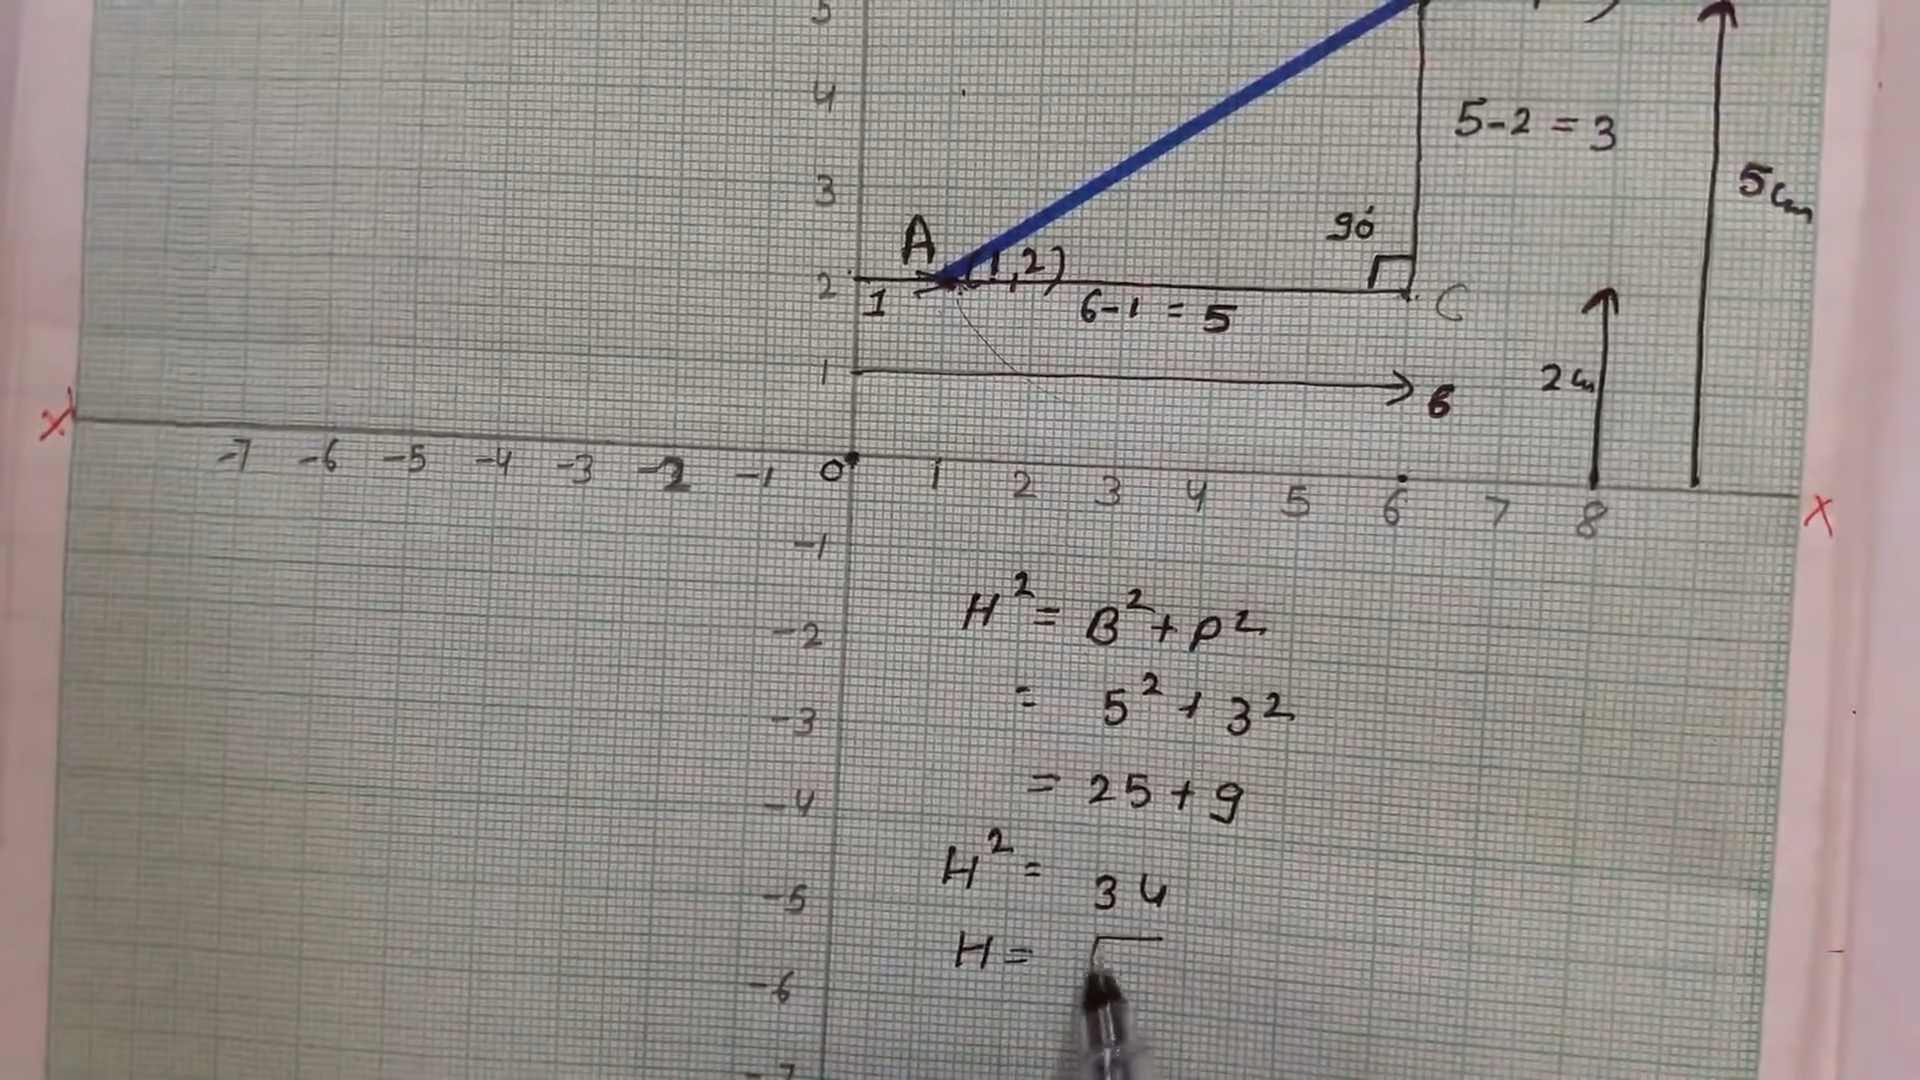 5
4
5-2 = 3
3
5cm
90°
A
(1,2)
2
1
6-1 = 5
C
1
2cm
6
X'
-7 -6 -5 -4 -3 -2 -1 0 1 2 3 4 5 6 7 8
X
-1
H² = B² + P²
-2
= 5² + 3²
-3
= 25 + 9
-4
H² = 34
-5
H = √
-6
-7